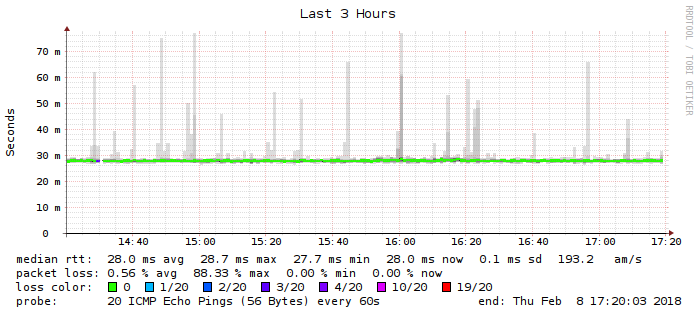 Last 3 Hours
RRDTOOL / TOBI OETIKER
Seconds
70 m
60 m
50 m
40 m
30 m
20 m
10 m
0
14:40 15:00 15:20 15:40 16:00 16:20 16:40 17:00 17:20
median rtt: 28.0 ms avg 28.7 ms max 27.7 ms min 28.0 ms now 0.1 ms sd 193.2 am/s
packet loss: 0.56 % avg 88.33 % max 0.00 % min 0.00 % now
loss color: 0 1/20 2/20 3/20 4/20 10/20 19/20
probe: 20 ICMP Echo Pings (56 Bytes) every 60s end: Thu Feb 8 17:20:03 2018